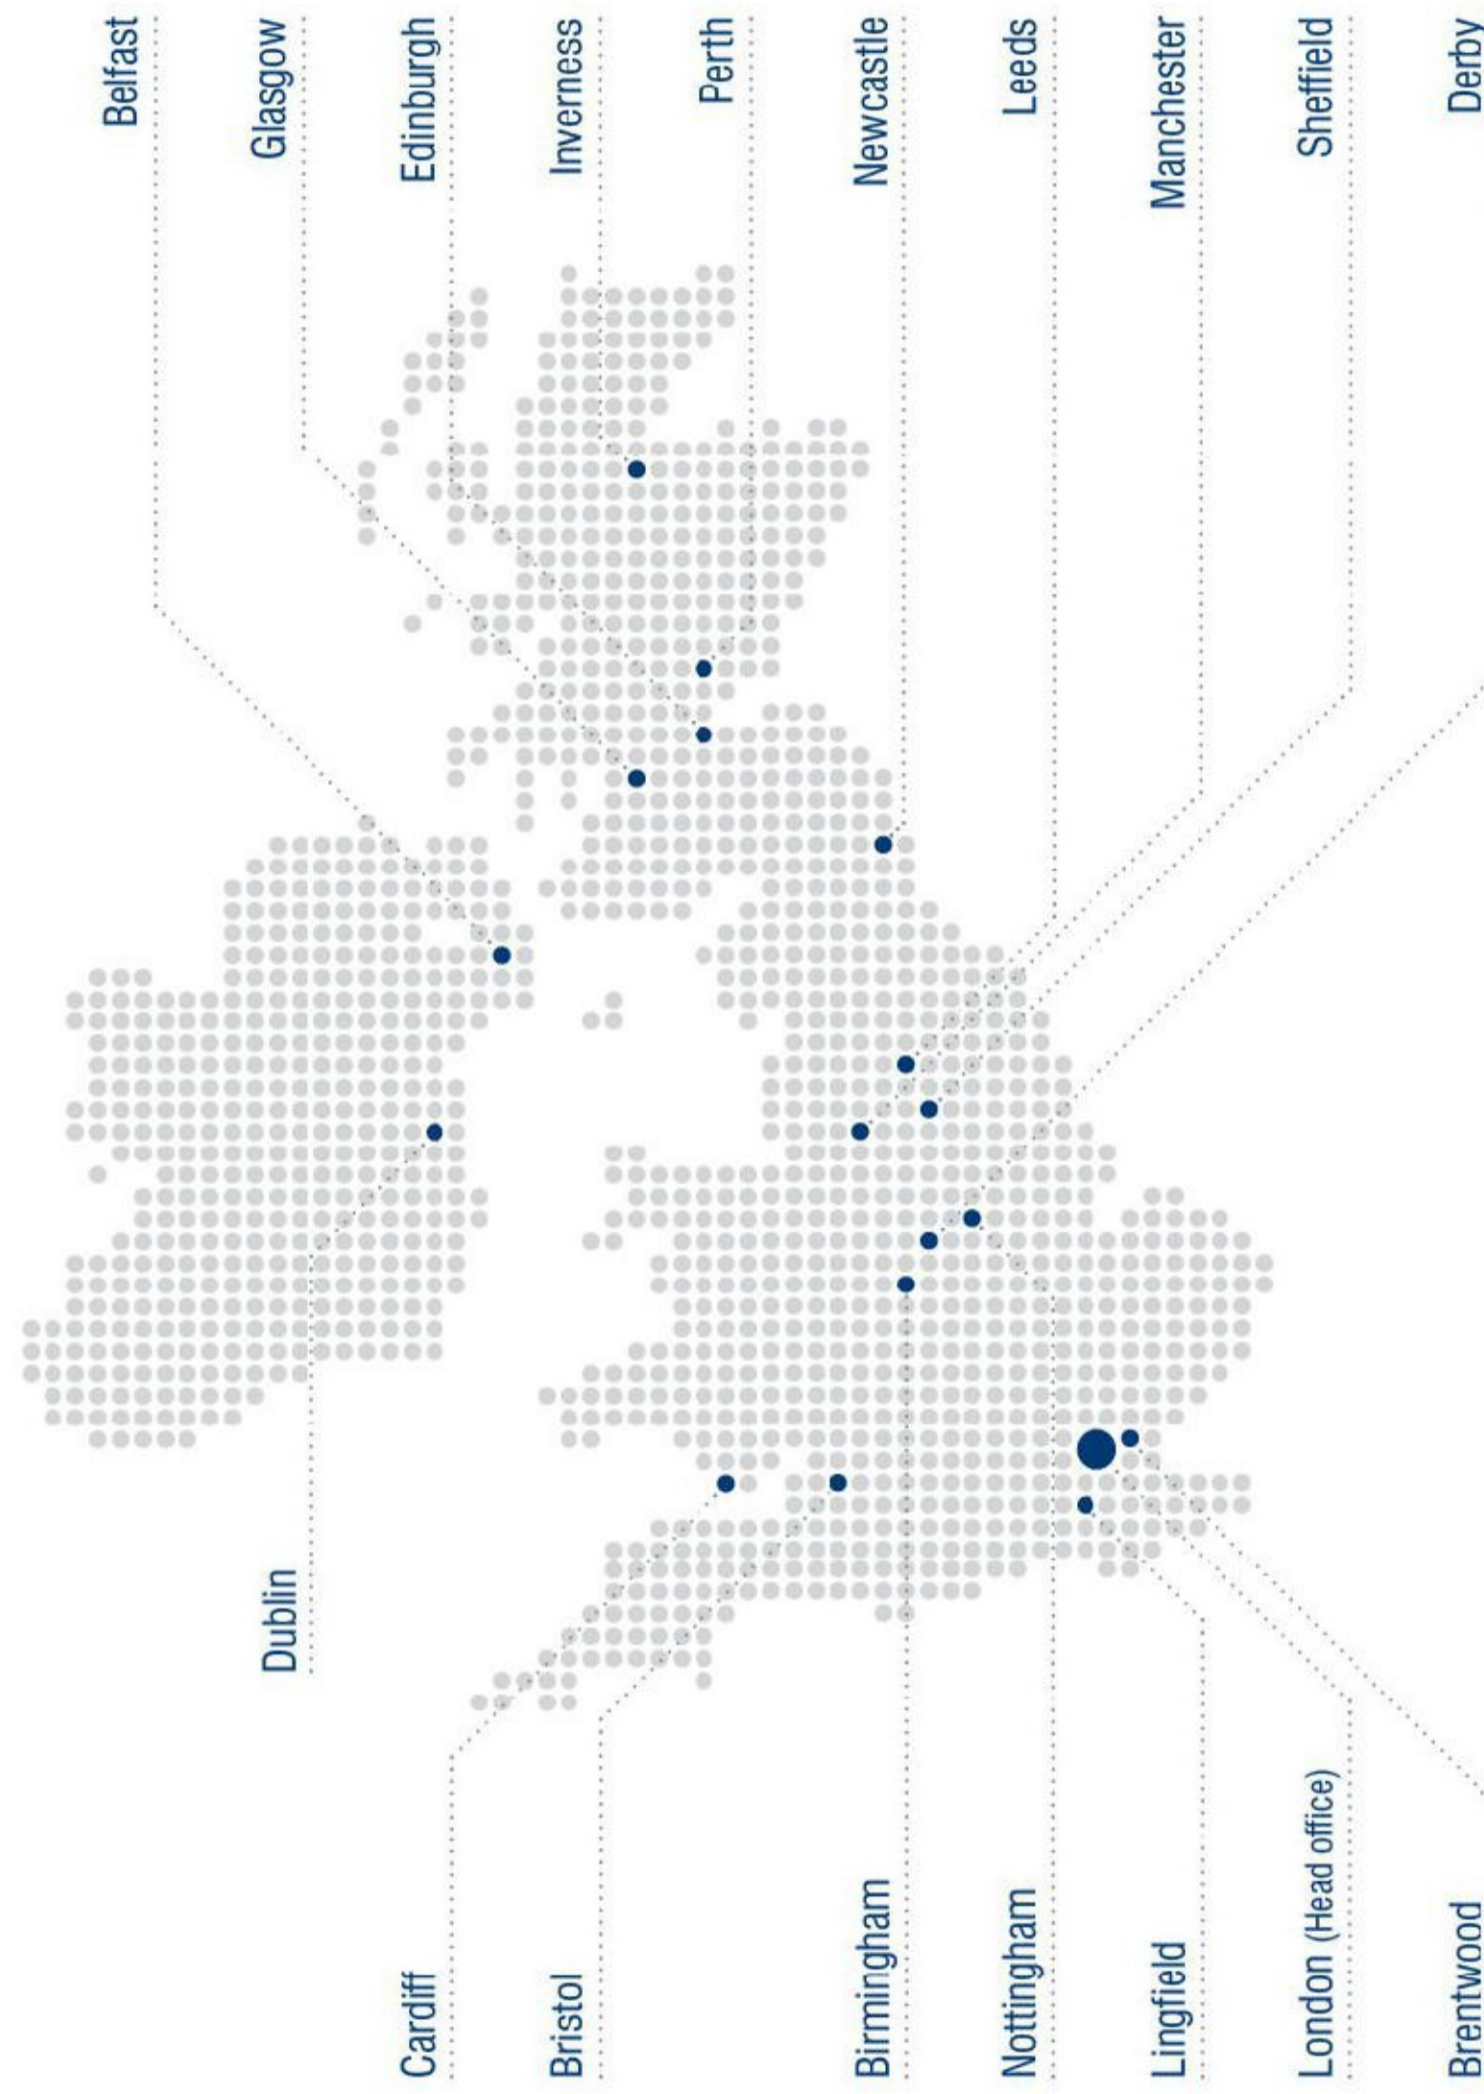 Belfast
Glasgow
Edinburgh
Inverness
Perth
Newcastle
Leeds
Manchester
Sheffield
Derby
Dublin
Cardiff
Bristol
Birmingham
Nottingham
Lingfield
London (Head office)
Brentwood